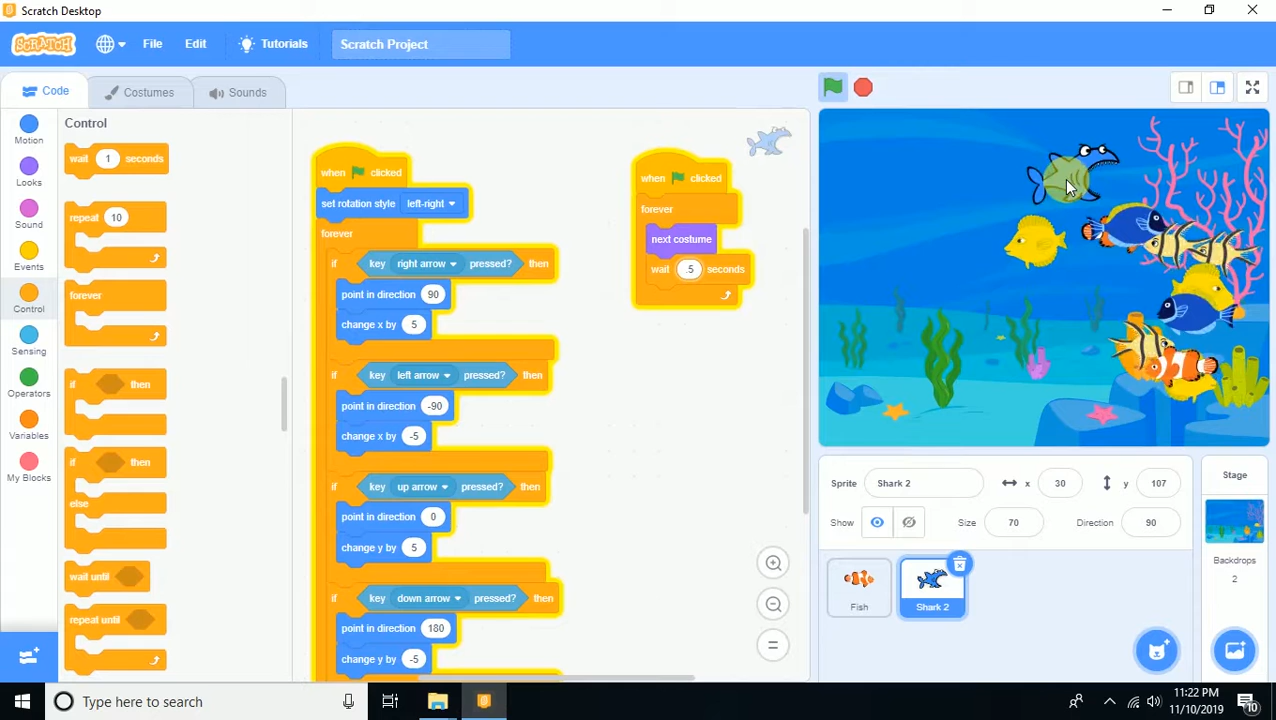 Scratch Desktop
SCRATCH
File
Edit
Tutorials
Scratch Project
Code
Costumes
Sounds
Motion
Looks
Sound
Events
Control
Sensing
Operators
Variables
My Blocks
Control
wait 1 seconds
repeat 10
forever
if then
if then
else
wait until
repeat until
when clicked
set rotation style left-right
forever
if key right arrow pressed? then
point in direction 90
change x by 5
if key left arrow pressed? then
point in direction -90
change x by -5
if key up arrow pressed? then
point in direction 0
change y by 5
if key down arrow pressed? then
point in direction 180
change y by -5
when clicked
forever
next costume
wait .5 seconds
Sprite Shark 2 x 30 y 107
Show Size 70 Direction 90
Fish
Shark 2
Stage
Backdrops
2
Type here to search
11:22 PM
11/10/2019
10